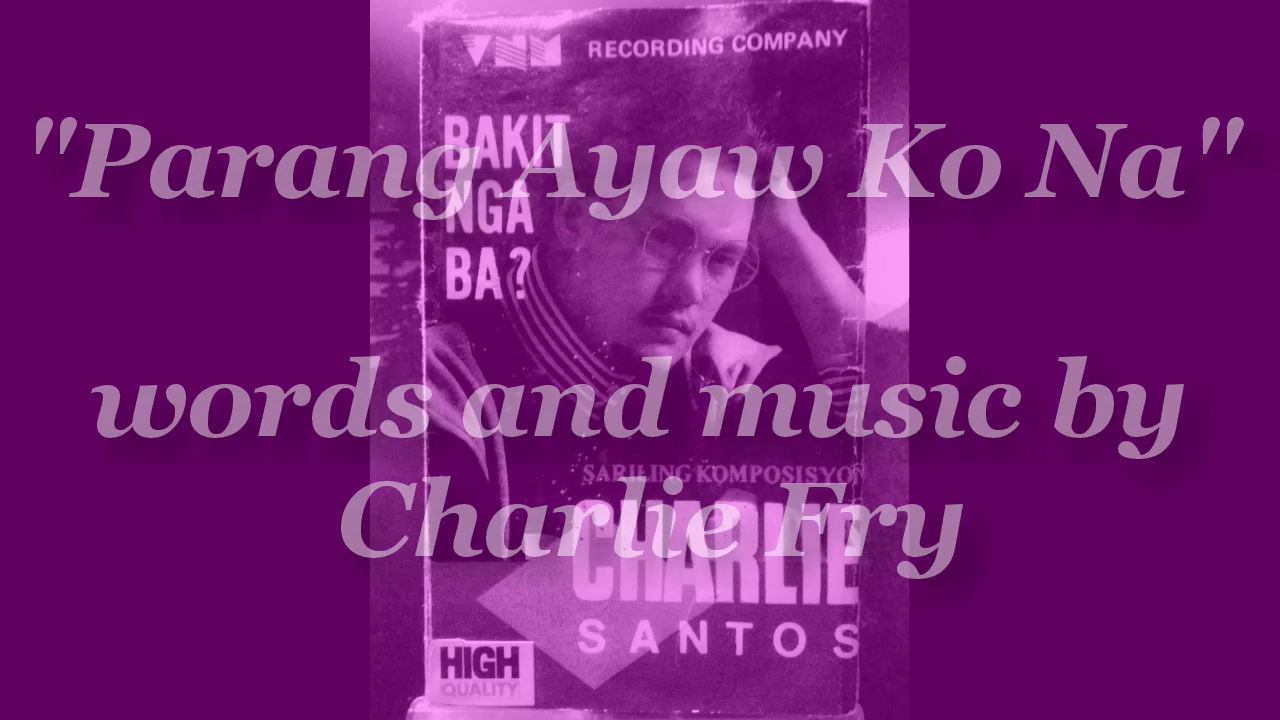 VNM RECORDING COMPANY
"Parang Ayaw Ko Na"
BAKIT
NGA
BA?
words and music by
Charlie Fry
SARILING KOMPOSISYON
CHARLIE
SANTOS
HIGH
QUALITY